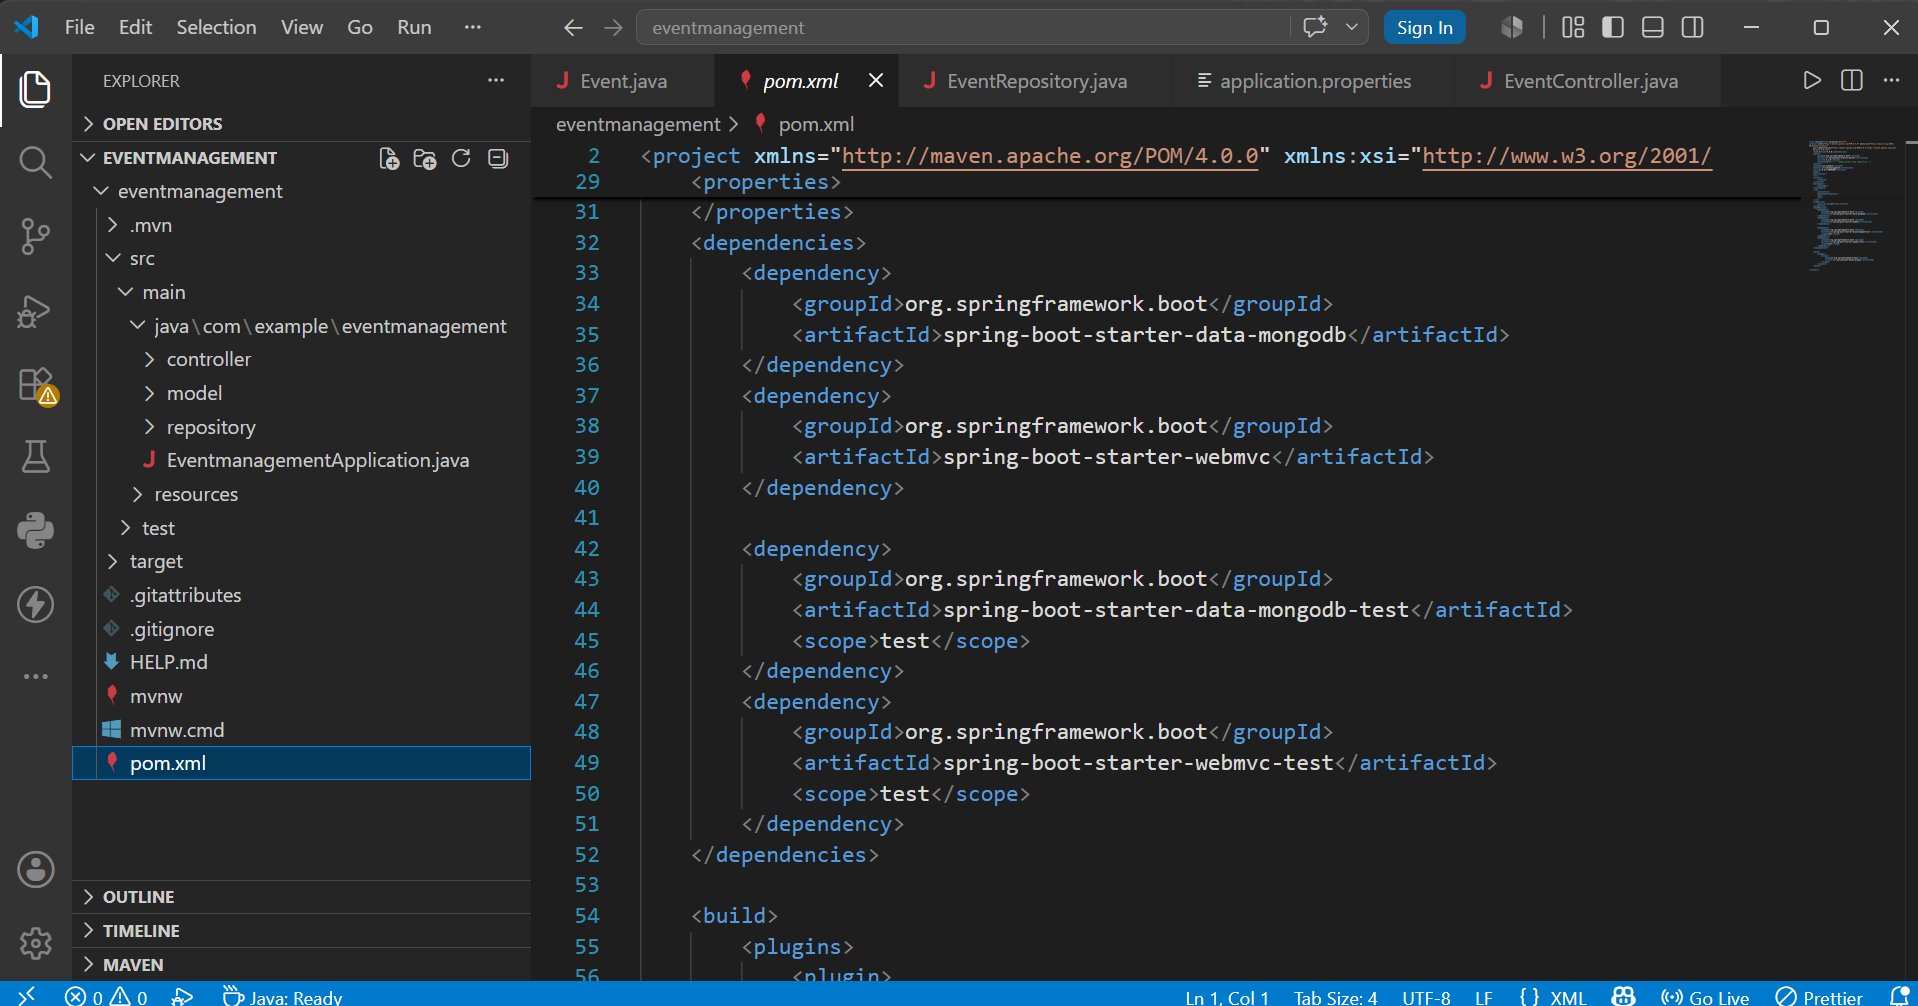 File Edit Selection View Go Run ···
eventmanagement
Sign In
EXPLORER
OPEN EDITORS
EVENTMANAGEMENT
eventmanagement
.mvn
src
main
java\com\example\eventmanagement
controller
model
repository
EventmanagementApplication.java
resources
test
target
.gitattributes
.gitignore
HELP.md
mvnw
mvnw.cmd
pom.xml
OUTLINE
TIMELINE
MAVEN
Event.java pom.xml EventRepository.java application.properties EventController.java
eventmanagement > pom.xml
2 <project xmlns="http://maven.apache.org/POM/4.0.0" xmlns:xsi="http://www.w3.org/2001/
29 <properties>
31 </properties>
32 <dependencies>
33 <dependency>
34 <groupId>org.springframework.boot</groupId>
35 <artifactId>spring-boot-starter-data-mongodb</artifactId>
36 </dependency>
37 <dependency>
38 <groupId>org.springframework.boot</groupId>
39 <artifactId>spring-boot-starter-webmvc</artifactId>
40 </dependency>
41
42 <dependency>
43 <groupId>org.springframework.boot</groupId>
44 <artifactId>spring-boot-starter-data-mongodb-test</artifactId>
45 <scope>test</scope>
46 </dependency>
47 <dependency>
48 <groupId>org.springframework.boot</groupId>
49 <artifactId>spring-boot-starter-webmvc-test</artifactId>
50 <scope>test</scope>
51 </dependency>
52 </dependencies>
53
54 <build>
55 <plugins>
56 <plugin>
0 0 Java: Ready Ln 1, Col 1 Tab Size: 4 UTF-8 LF {} XML Go Live Prettier